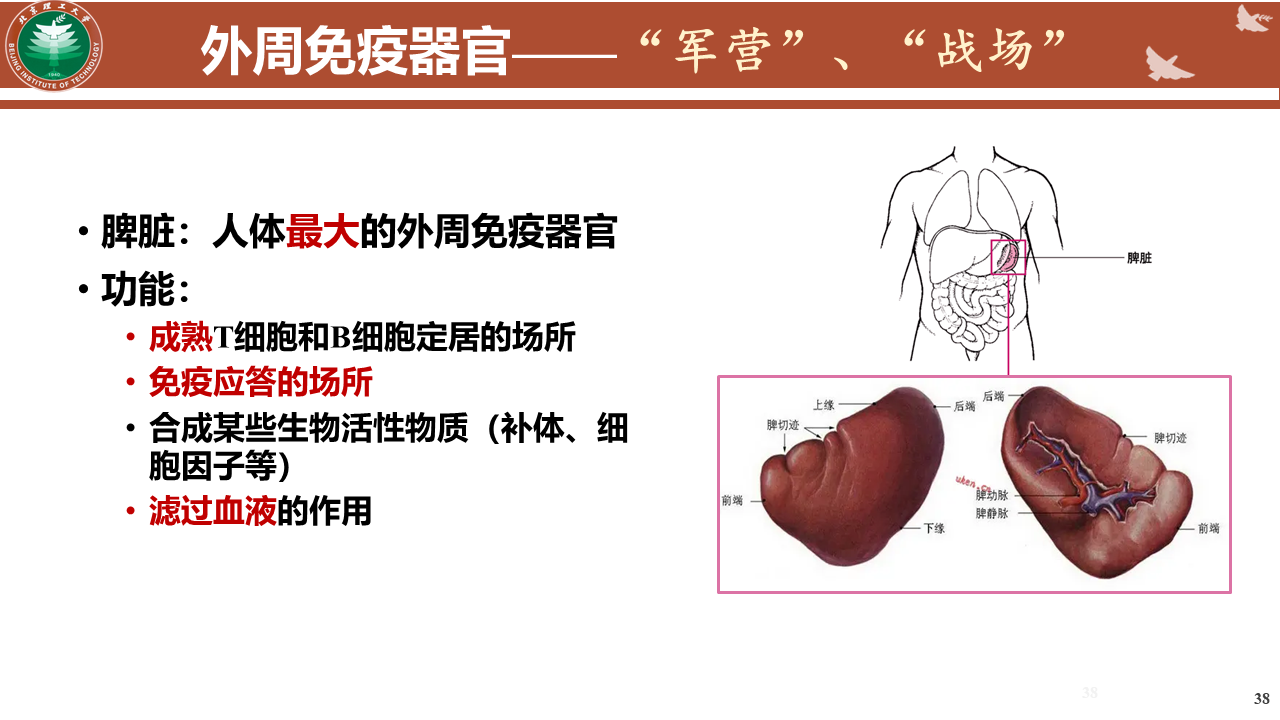 北京理工大学
BEIJING INSTITUTE OF TECHNOLOGY
1940
外周免疫器官——“军营”、“战场”
• 脾脏：人体最大的外周免疫器官
• 功能：
• 成熟T细胞和B细胞定居的场所
• 免疫应答的场所
• 合成某些生物活性物质（补体、细
胞因子等）
• 滤过血液的作用
脾脏
上缘
后端
脾切迹
前端
下缘
后端
脾切迹
uken.cn
脾动脉
脾静脉
前端
38
38